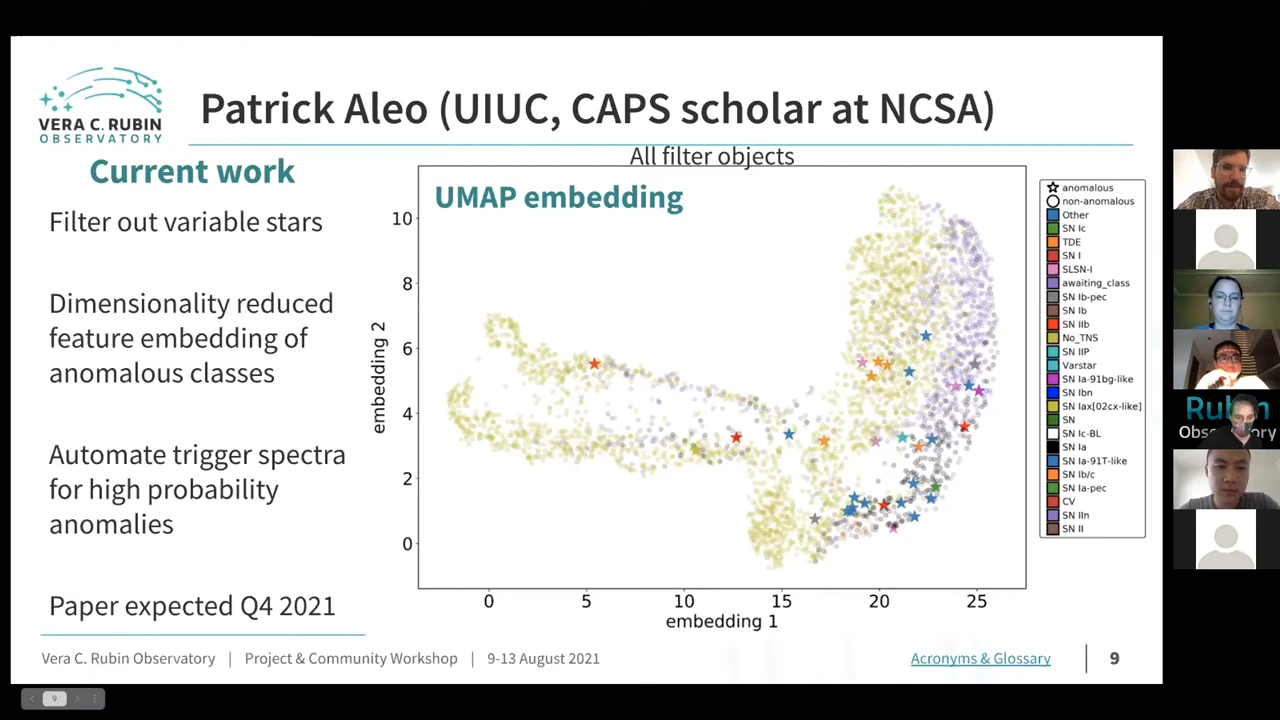 VERA C. RUBIN
OBSERVATORY
Patrick Aleo (UIUC, CAPS scholar at NCSA)
Current work
Filter out variable stars
Dimensionality reduced
feature embedding of
anomalous classes
Automate trigger spectra
for high probability
anomalies
Paper expected Q4 2021
All filter objects
UMAP embedding
10
8
6
4
2
0
embedding 2
0 5 10 15 20 25
embedding 1
anomalous
non-anomalous
Other
SN Ic
TDE
SN I
SLSN-I
awaiting_class
SN Ib-pec
SN Ib
SN IIb
No_TNS
SN IIP
Varstar
SN Ia-91bg-like
SN Ibn
SN Iax[02cx-like]
SN
SN Ic-BL
SN Ia
SN Ia-91T-like
SN Ib/c
SN Ia-pec
CV
SN IIn
SN II
Vera C. Rubin Observatory | Project & Community Workshop | 9-13 August 2021
Acronyms & Glossary | 9
9